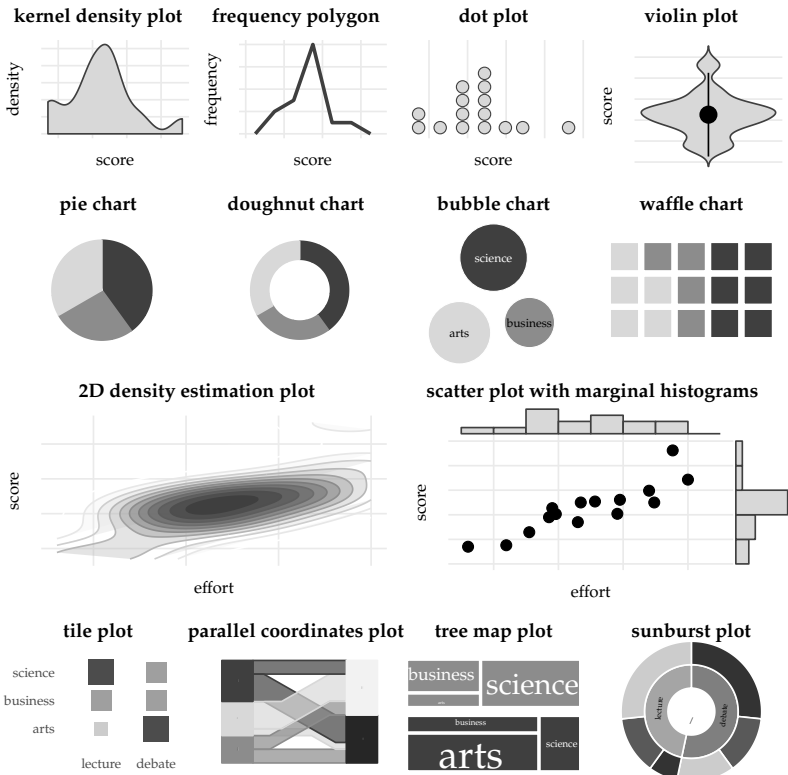 kernel density plot
frequency polygon
dot plot
violin plot
density
score
frequency
score
score
score
pie chart
doughnut chart
bubble chart
waffle chart
science
arts
business
2D density estimation plot
scatter plot with marginal histograms
score
effort
score
effort
tile plot
parallel coordinates plot
tree map plot
sunburst plot
science
business
arts
lecture
debate
business
science
business
arts
science
lecture
/
debate